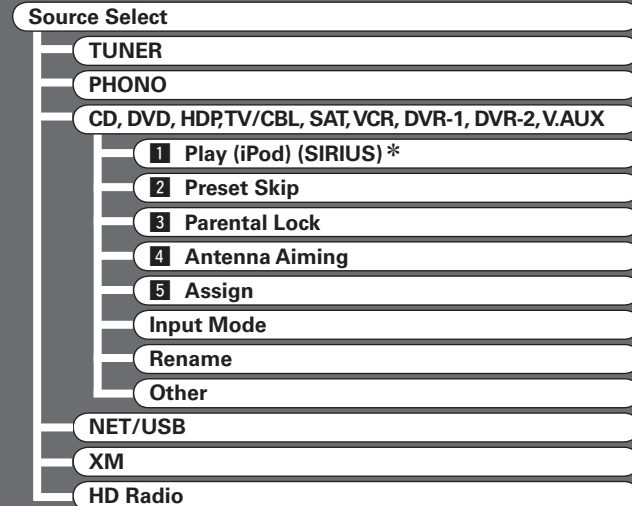 Source Select
TUNER
PHONO
CD, DVD, HDP, TV/CBL, SAT, VCR, DVR-1, DVR-2, V.AUX
1 Play (iPod) (SIRIUS) *
2 Preset Skip
3 Parental Lock
4 Antenna Aiming
5 Assign
Input Mode
Rename
Other
NET/USB
XM
HD Radio